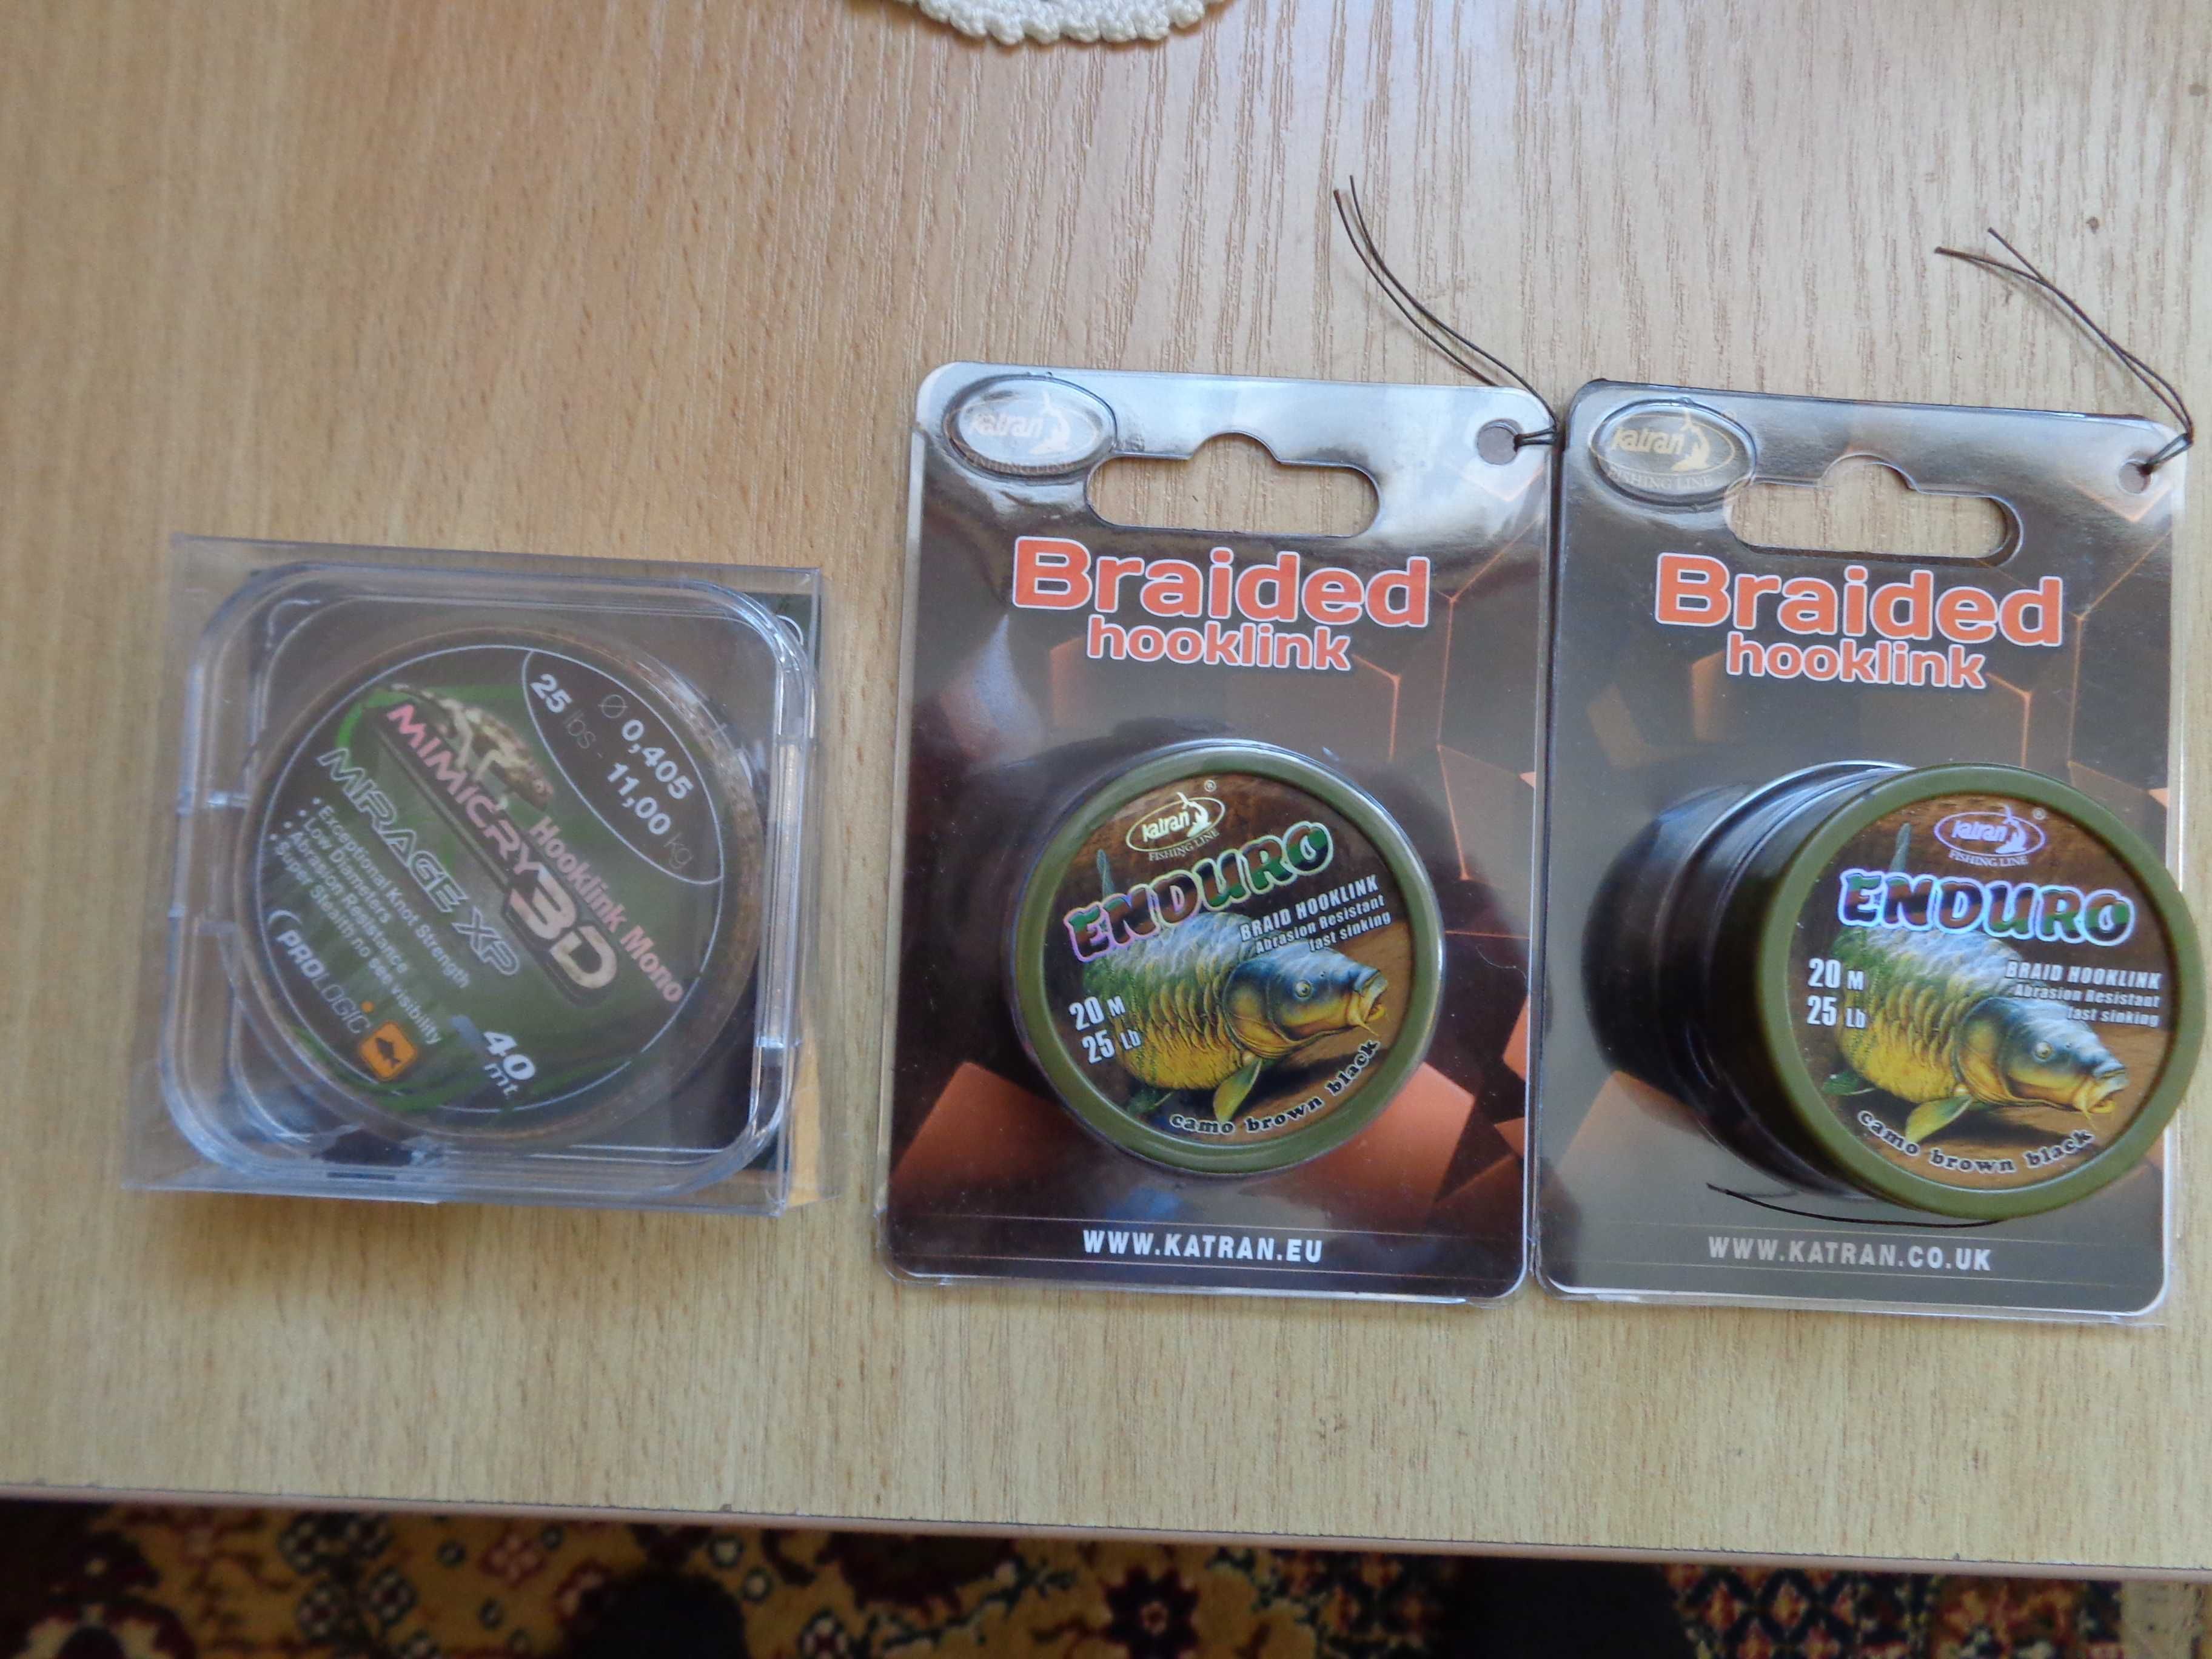 Ø 0,405
25 lbs - 11,00 kg
MIMICRY 3D
Hooklink Mono
MIRAGE XP
• Exceptional Knot Strength
• Low Diameters
• Abrasion Resistance
• Super Stealth no see visibility
PROLOGIC
40
mt.
katran
FISHING LINE
Braided
hooklink
katran®
FISHING LINE
ENDURO
BRAID HOOKLINK
Abrasion Resistant
fast sinking
20 M
25 Lb
camo brown black
WWW.KATRAN.EU
katran
FISHING LINE
Braided
hooklink
katran®
FISHING LINE
ENDURO
BRAID HOOKLINK
Abrasion Resistant
fast sinking
20 M
25 Lb
camo brown black
WWW.KATRAN.CO.UK